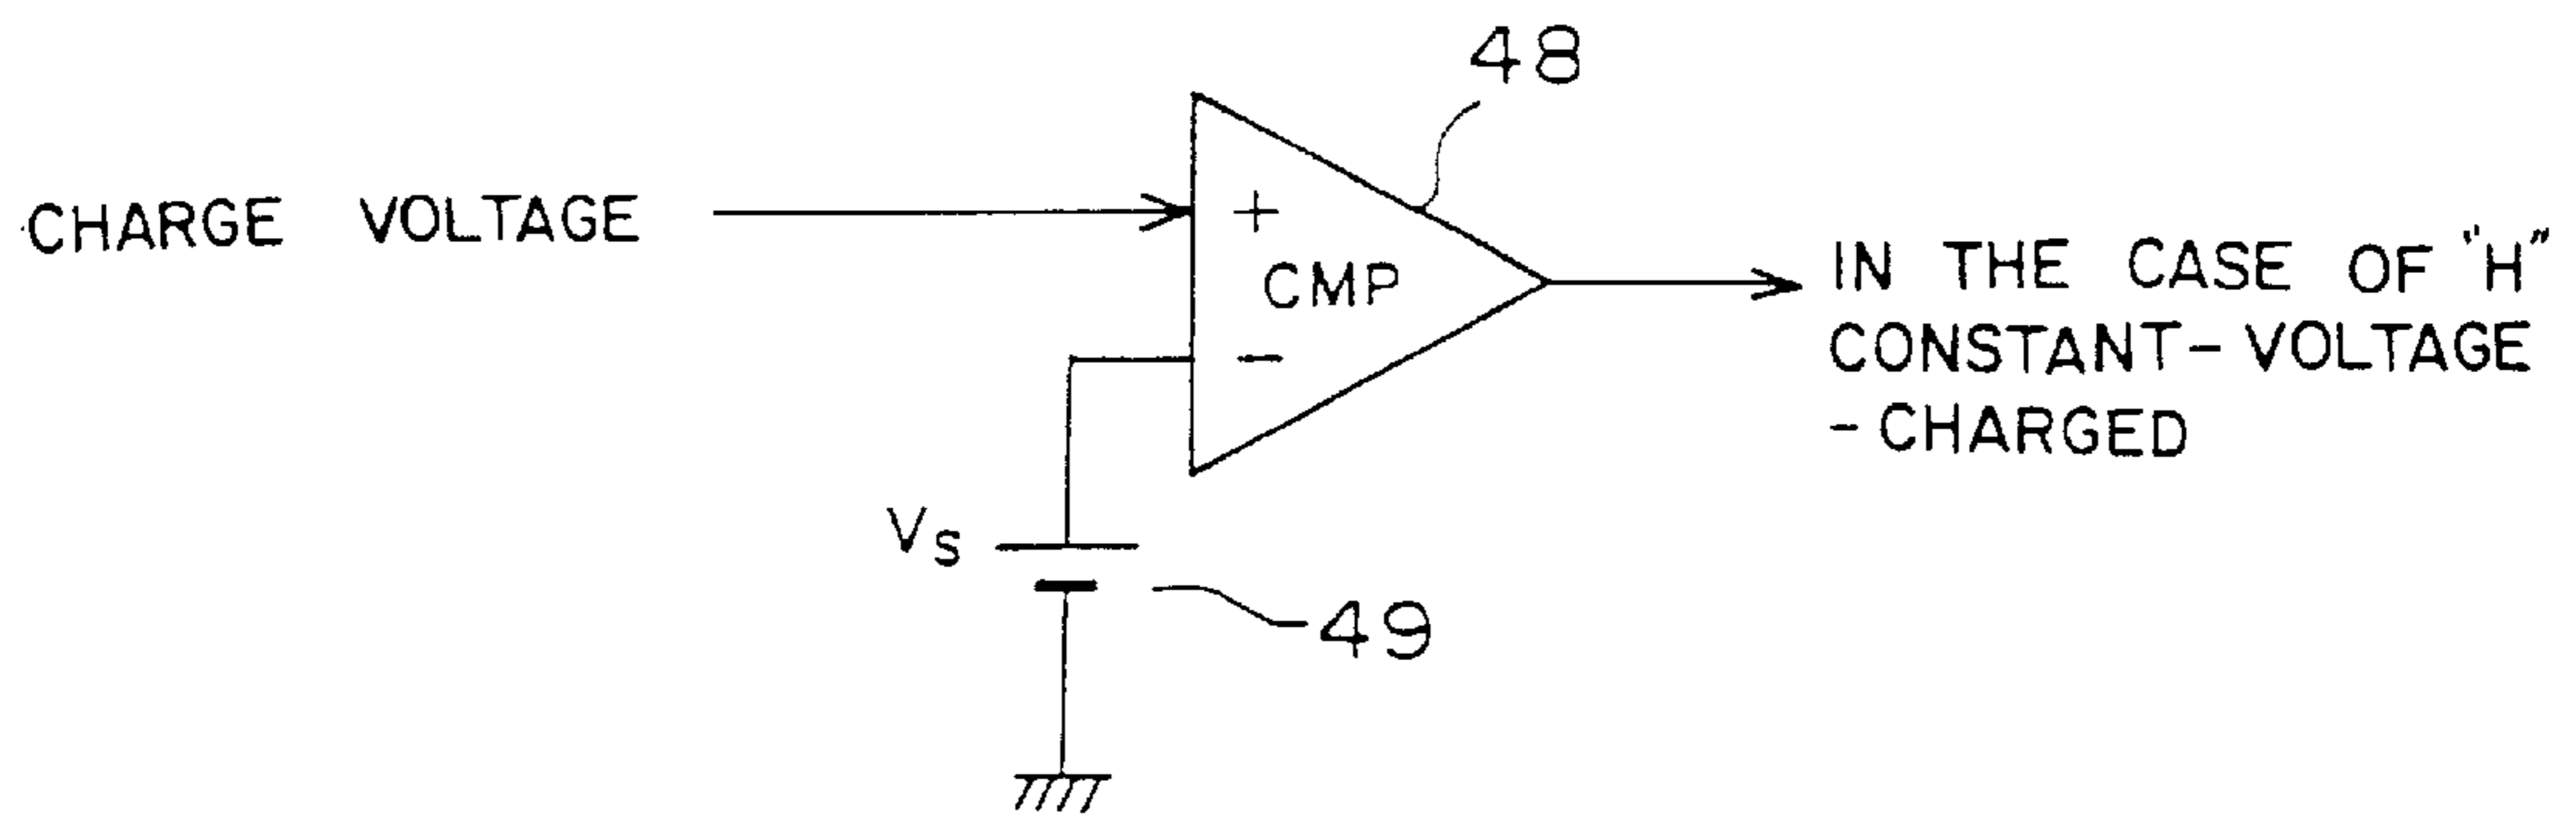 48
CHARGE VOLTAGE
+
CMP
-
IN THE CASE OF "H"
CONSTANT-VOLTAGE
-CHARGED
Vs
49